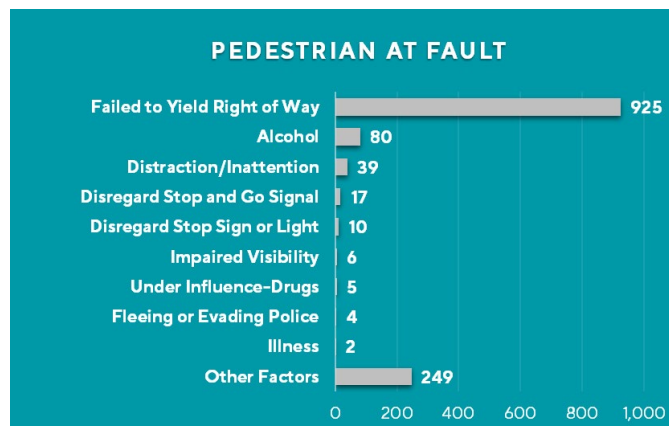 PEDESTRIAN AT FAULT
Failed to Yield Right of Way 925
Alcohol 80
Distraction/Inattention 39
Disregard Stop and Go Signal 17
Disregard Stop Sign or Light 10
Impaired Visibility 6
Under Influence-Drugs 5
Fleeing or Evading Police 4
Illness 2
Other Factors 249
0 200 400 600 800 1,000